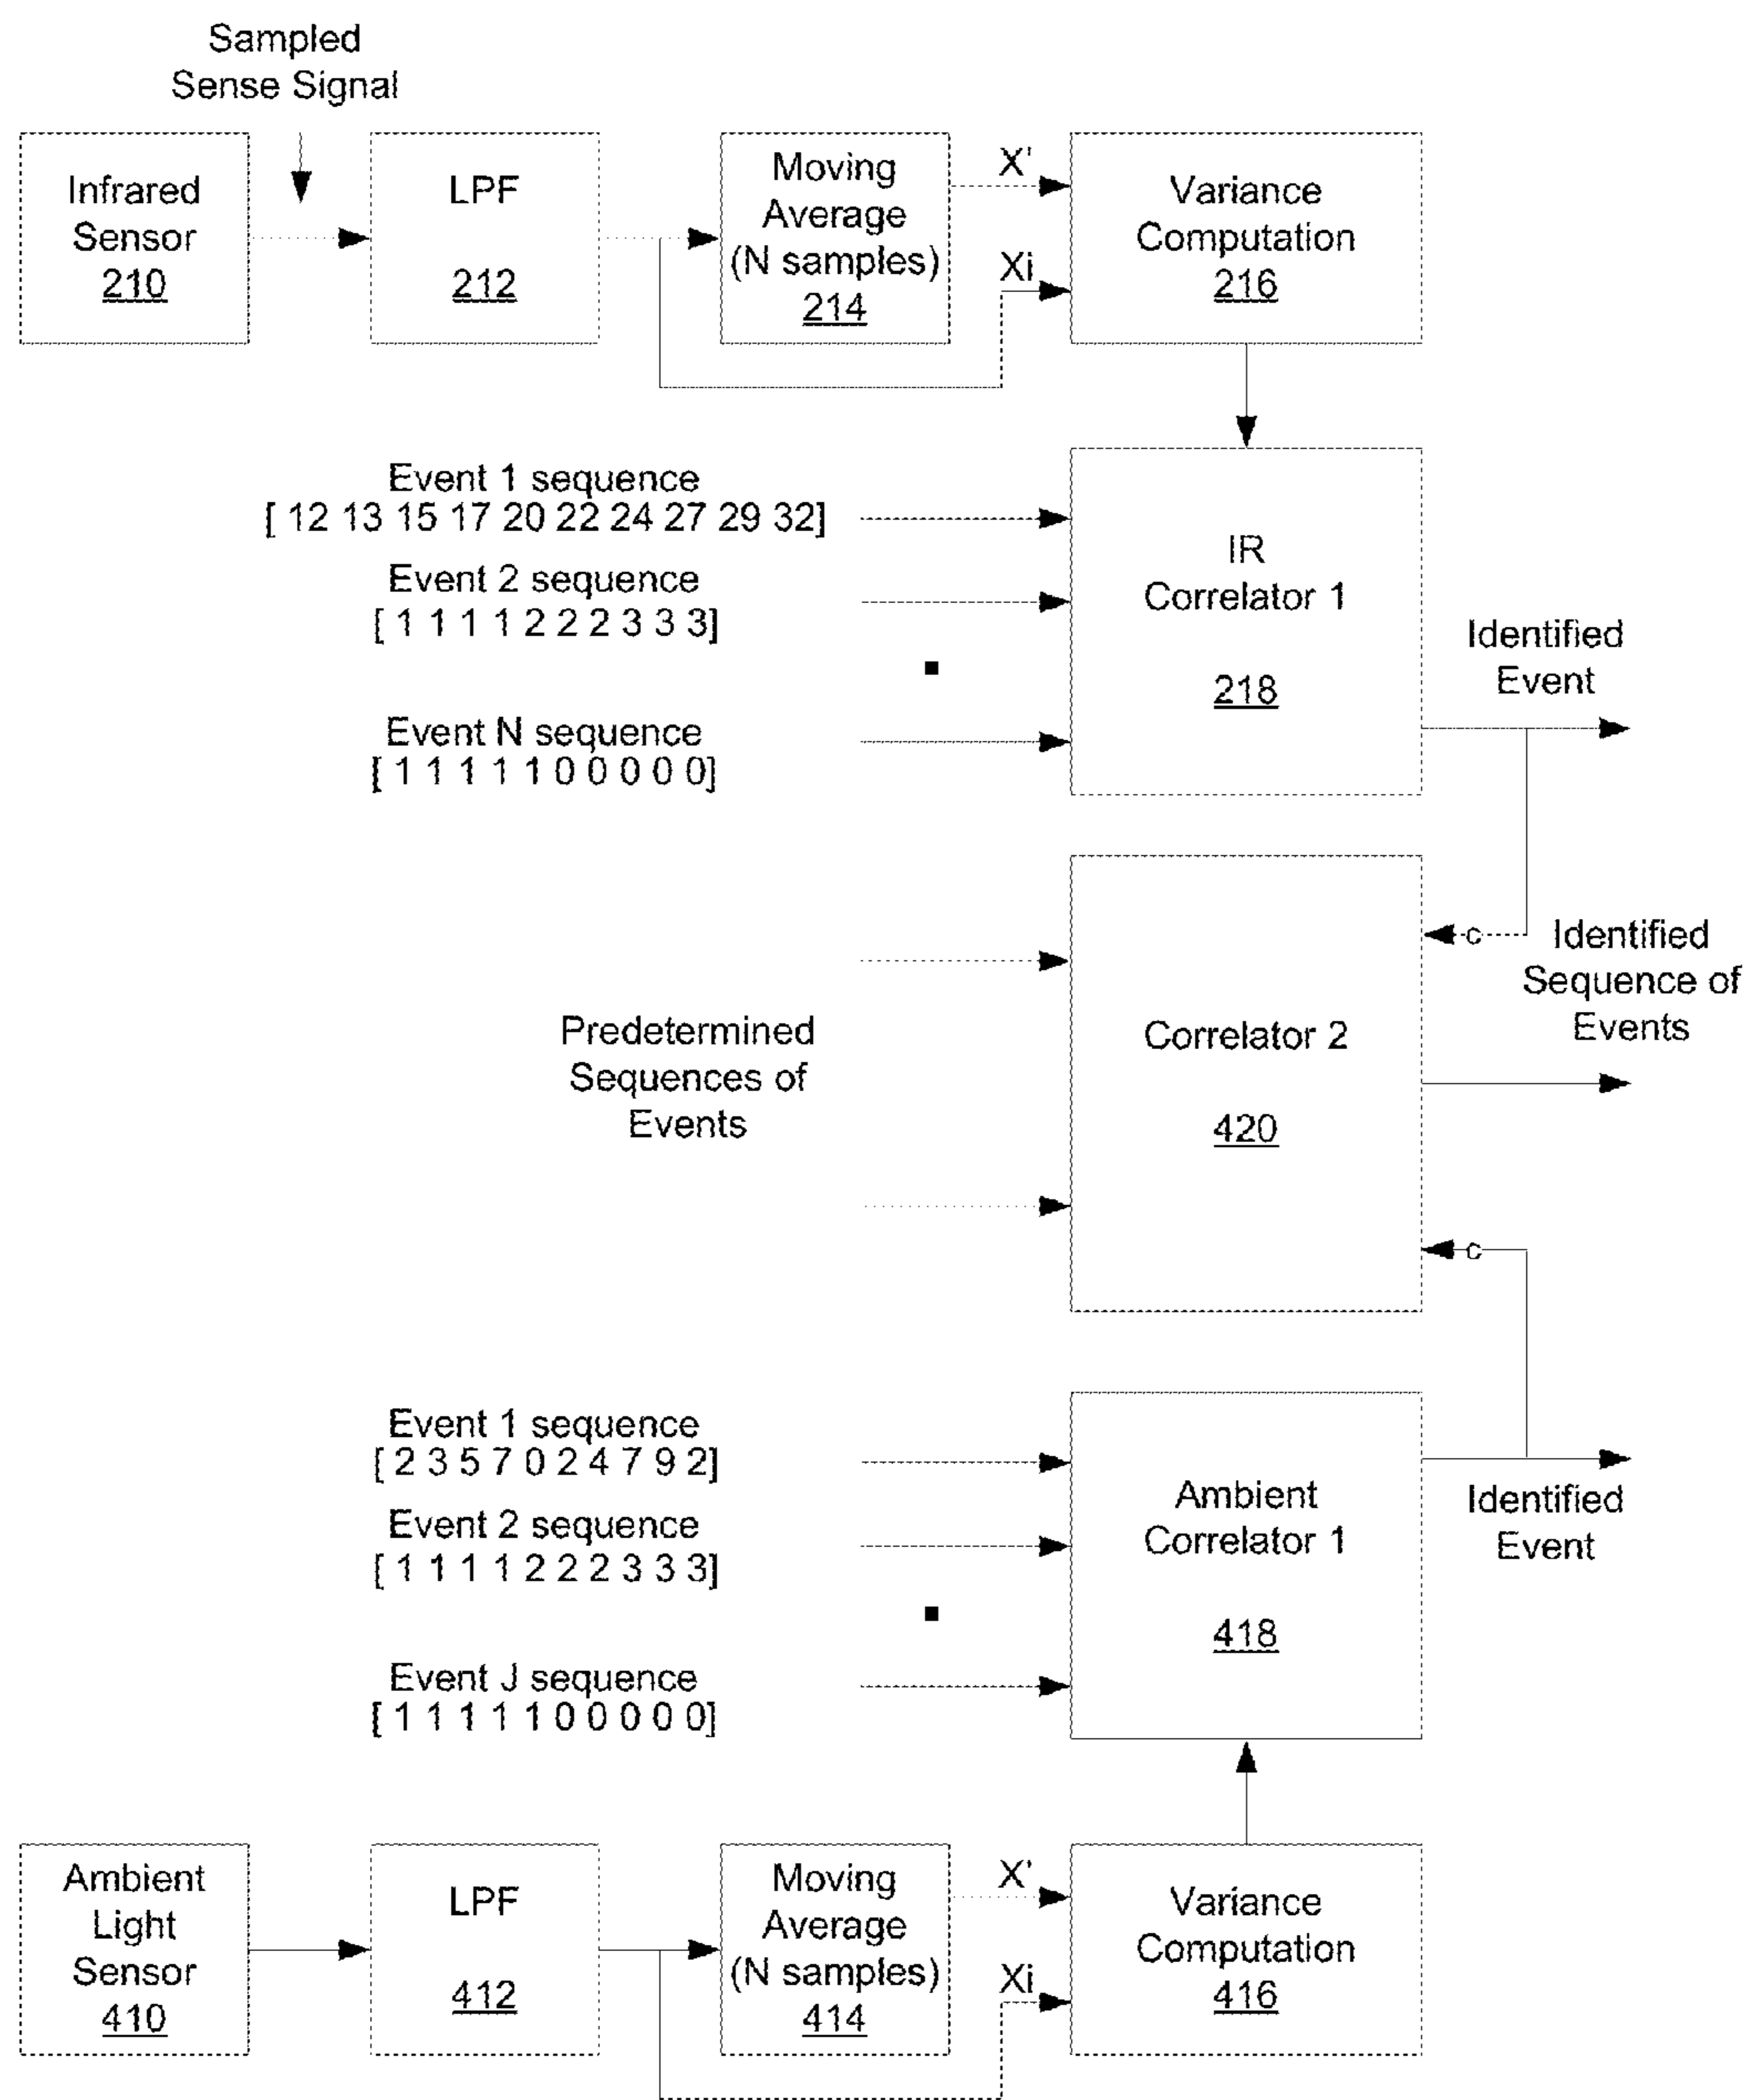 Sampled
Sense Signal
Infrared
Sensor
210
LPF
212
Moving
Average
(N samples)
214
X'
Xi
Variance
Computation
216
Event 1 sequence
[ 12 13 15 17 20 22 24 27 29 32]
Event 2 sequence
[ 1 1 1 1 2 2 2 3 3 3]
Event N sequence
[ 1 1 1 1 1 0 0 0 0 0]
IR
Correlator 1
218
Identified
Event
c
Identified
Sequence of
Events
Predetermined
Sequences of
Events
Correlator 2
420
c
Event 1 sequence
[ 2 3 5 7 0 2 4 7 9 2]
Event 2 sequence
[ 1 1 1 1 2 2 2 3 3 3]
Event J sequence
[ 1 1 1 1 1 0 0 0 0 0]
Ambient
Correlator 1
418
Identified
Event
Ambient
Light
Sensor
410
LPF
412
Moving
Average
(N samples)
414
X'
Xi
Variance
Computation
416